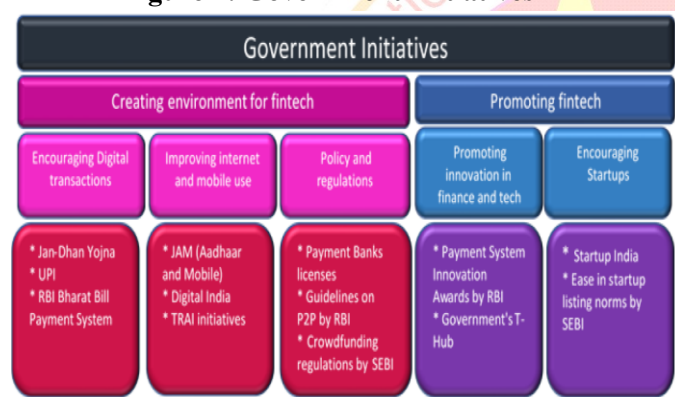 Government Initiatives
Creating environment for fintech
Promoting fintech
Encouraging Digital
transactions
Improving internet
and mobile use
Policy and
regulations
Promoting
innovation in
finance and tech
Encouraging
Startups
* Jan-Dhan Yojna
* UPI
* RBI Bharat Bill
Payment System
* JAM (Aadhaar
and Mobile)
* Digital India
* TRAI initiatives
* Payment Banks
licenses
* Guidelines on
P2P by RBI
* Crowdfunding
regulations by SEBI
* Payment System
Innovation
Awards by RBI
* Government's T-
Hub
* Startup India
* Ease in startup
listing norms by
SEBI